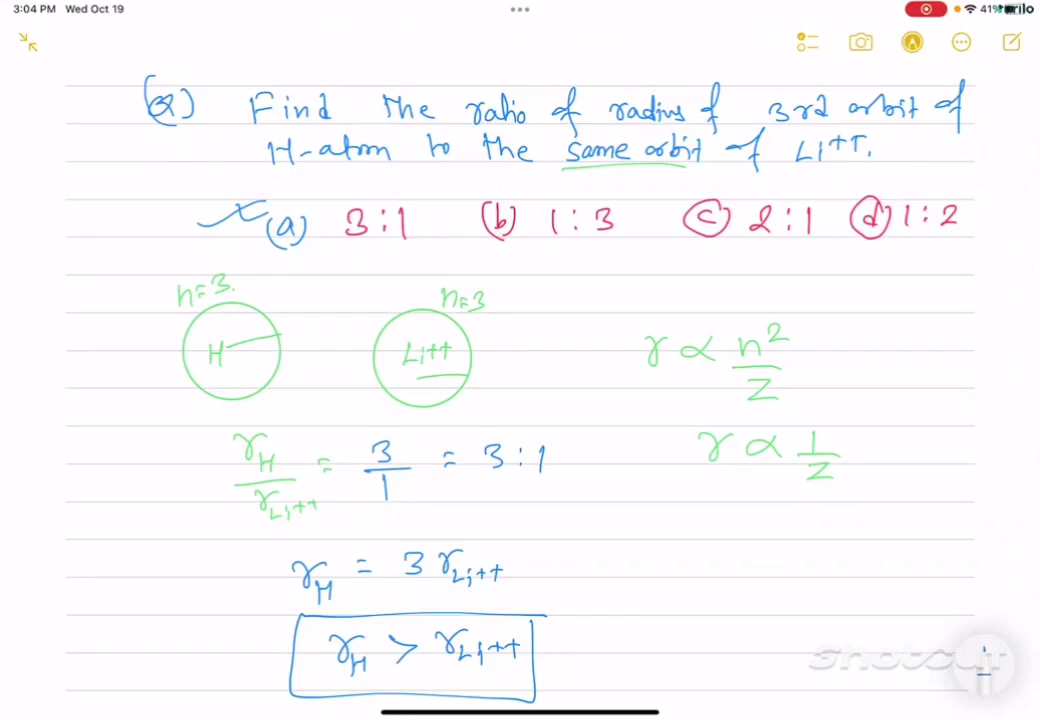 3:04 PM Wed Oct 19
41%
(Q) Find the ratio of radius of 3rd orbit of
H-atom to the same orbit of Li++.
(a) 3:1 (b) 1:3 (c) 2:1 (d) 1:2
n=3. n=3
H Li++ r ∝ n²/Z
r_H/r_Li++ = 3/1 = 3:1 r ∝ 1/Z
r_H = 3 r_Li++
r_H > r_Li++
Shotcut